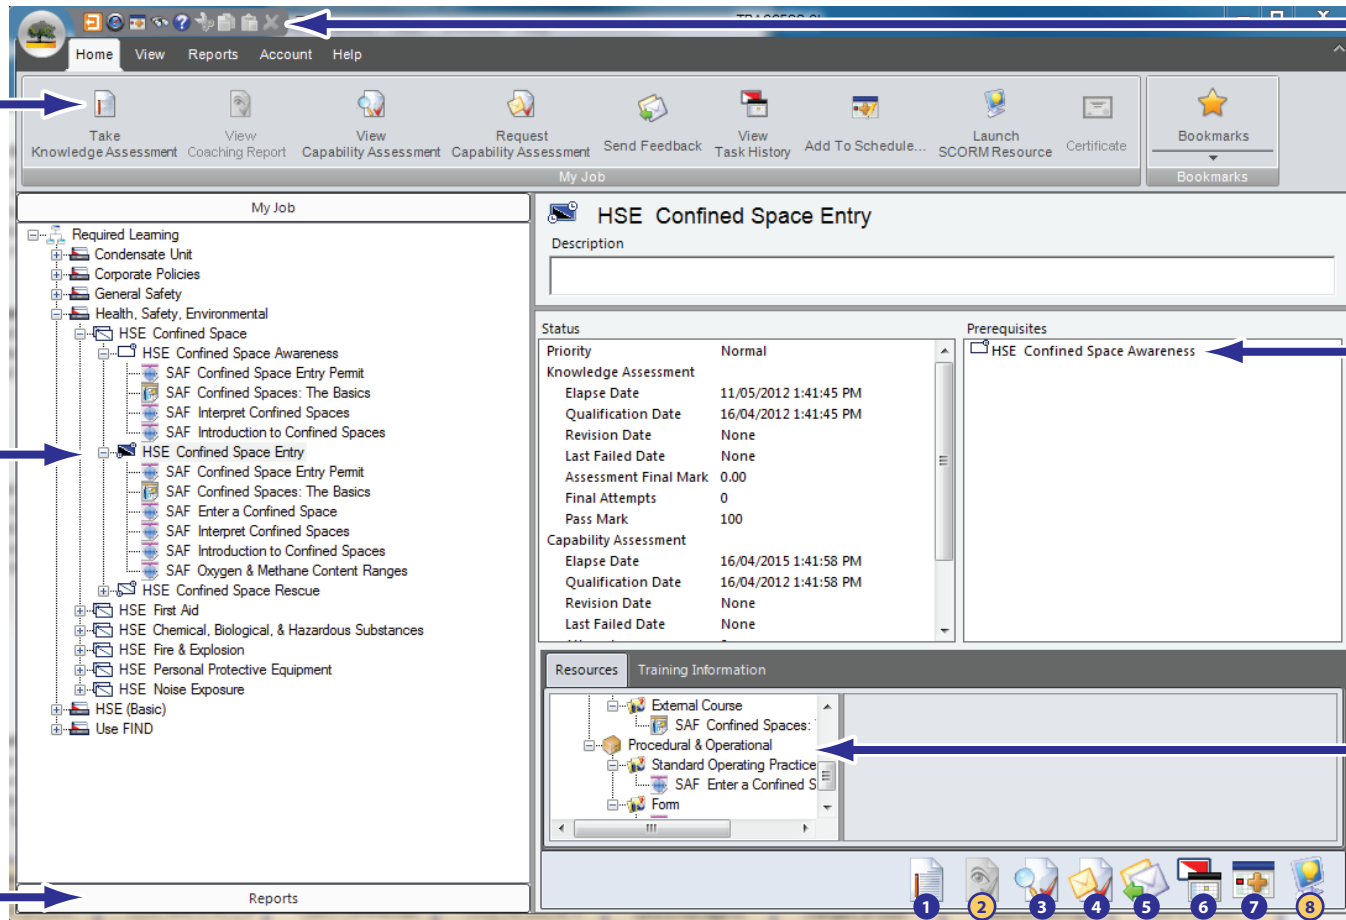 Home View Reports Account Help
Take Knowledge Assessment
View Coaching Report
View Capability Assessment
Request Capability Assessment
Send Feedback
View Task History
Add To Schedule...
Launch SCORM Resource
Certificate
Bookmarks
My Job
Bookmarks
My Job
Required Learning
Condensate Unit
Corporate Policies
General Safety
Health, Safety, Environmental
HSE Confined Space
HSE Confined Space Awareness
SAF Confined Space Entry Permit
SAF Confined Spaces: The Basics
SAF Interpret Confined Spaces
SAF Introduction to Confined Spaces
HSE Confined Space Entry
SAF Confined Space Entry Permit
SAF Confined Spaces: The Basics
SAF Enter a Confined Space
SAF Interpret Confined Spaces
SAF Introduction to Confined Spaces
SAF Oxygen & Methane Content Ranges
HSE Confined Space Rescue
HSE First Aid
HSE Chemical, Biological, & Hazardous Substances
HSE Fire & Explosion
HSE Personal Protective Equipment
HSE Noise Exposure
HSE (Basic)
Use FIND
Reports
HSE Confined Space Entry
Description
Status
Priority Normal
Knowledge Assessment
Elapse Date 11/05/2012 1:41:45 PM
Qualification Date 16/04/2012 1:41:45 PM
Revision Date None
Last Failed Date None
Assessment Final Mark 0.00
Final Attempts 0
Pass Mark 100
Capability Assessment
Elapse Date 16/04/2015 1:41:58 PM
Qualification Date 16/04/2012 1:41:58 PM
Revision Date None
Last Failed Date None
Prerequisites
HSE Confined Space Awareness
Resources Training Information
External Course
SAF Confined Spaces:
Procedural & Operational
Standard Operating Practice
SAF Enter a Confined S
Form
1 2 3 4 5 6 7 8